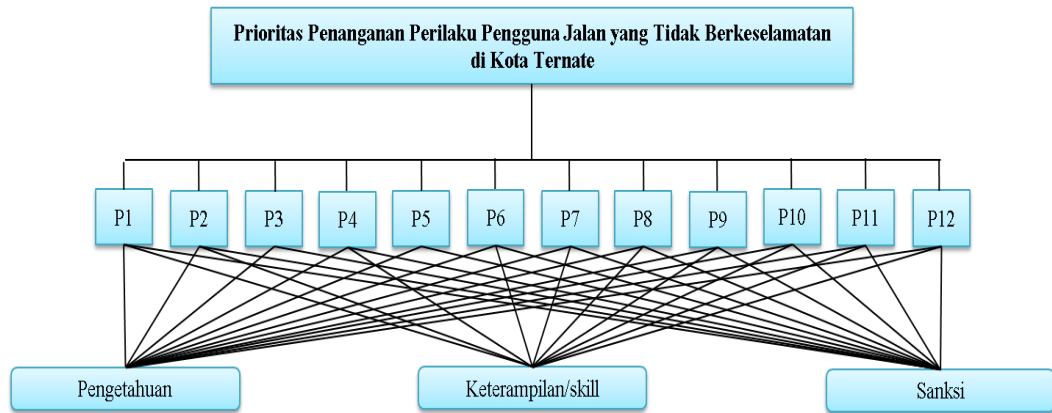 Prioritas Penanganan Perilaku Pengguna Jalan yang Tidak Berkeselamatan
di Kota Ternate
P1 P2 P3 P4 P5 P6 P7 P8 P9 P10 P11 P12
Pengetahuan Keterampilan/skill Sanksi